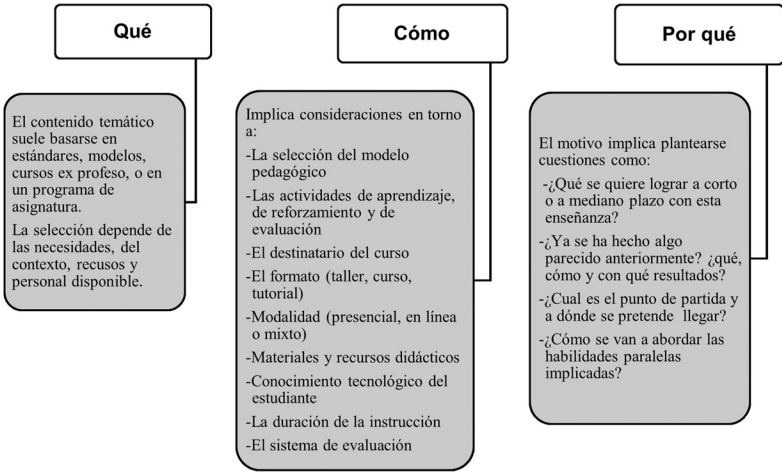 Qué
El contenido temático
suele basarse en
estándares, modelos,
cursos ex profeso, o en
un programa de
asignatura.
La selección depende de
las necesidades, del
contexto, recusos y
personal disponible.
Cómo
Implica consideraciones en torno
a:
-La selección del modelo
pedagógico
-Las actividades de aprendizaje,
de reforzamiento y de
evaluación
-El destinatario del curso
-El formato (taller, curso,
tutorial)
-Modalidad (presencial, en línea
o mixto)
-Materiales y recursos didácticos
-Conocimiento tecnológico del
estudiante
-La duración de la instrucción
-El sistema de evaluación
Por qué
El motivo implica plantearse
cuestiones como:
-¿Qué se quiere lograr a corto
o a mediano plazo con esta
enseñanza?
-¿Ya se ha hecho algo
parecido anteriormente? ¿qué,
cómo y con qué resultados?
-¿Cual es el punto de partida y
a dónde se pretende llegar?
-¿Cómo se van a abordar las
habilidades paralelas
implicadas?